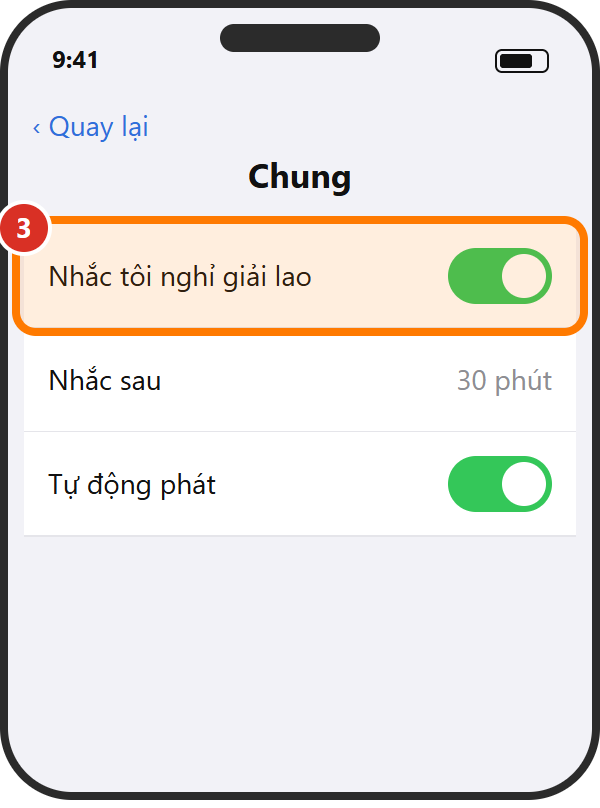 9:41
‹ Quay lại
Chung
3
Nhắc tôi nghỉ giải lao
Nhắc sau 30 phút
Tự động phát